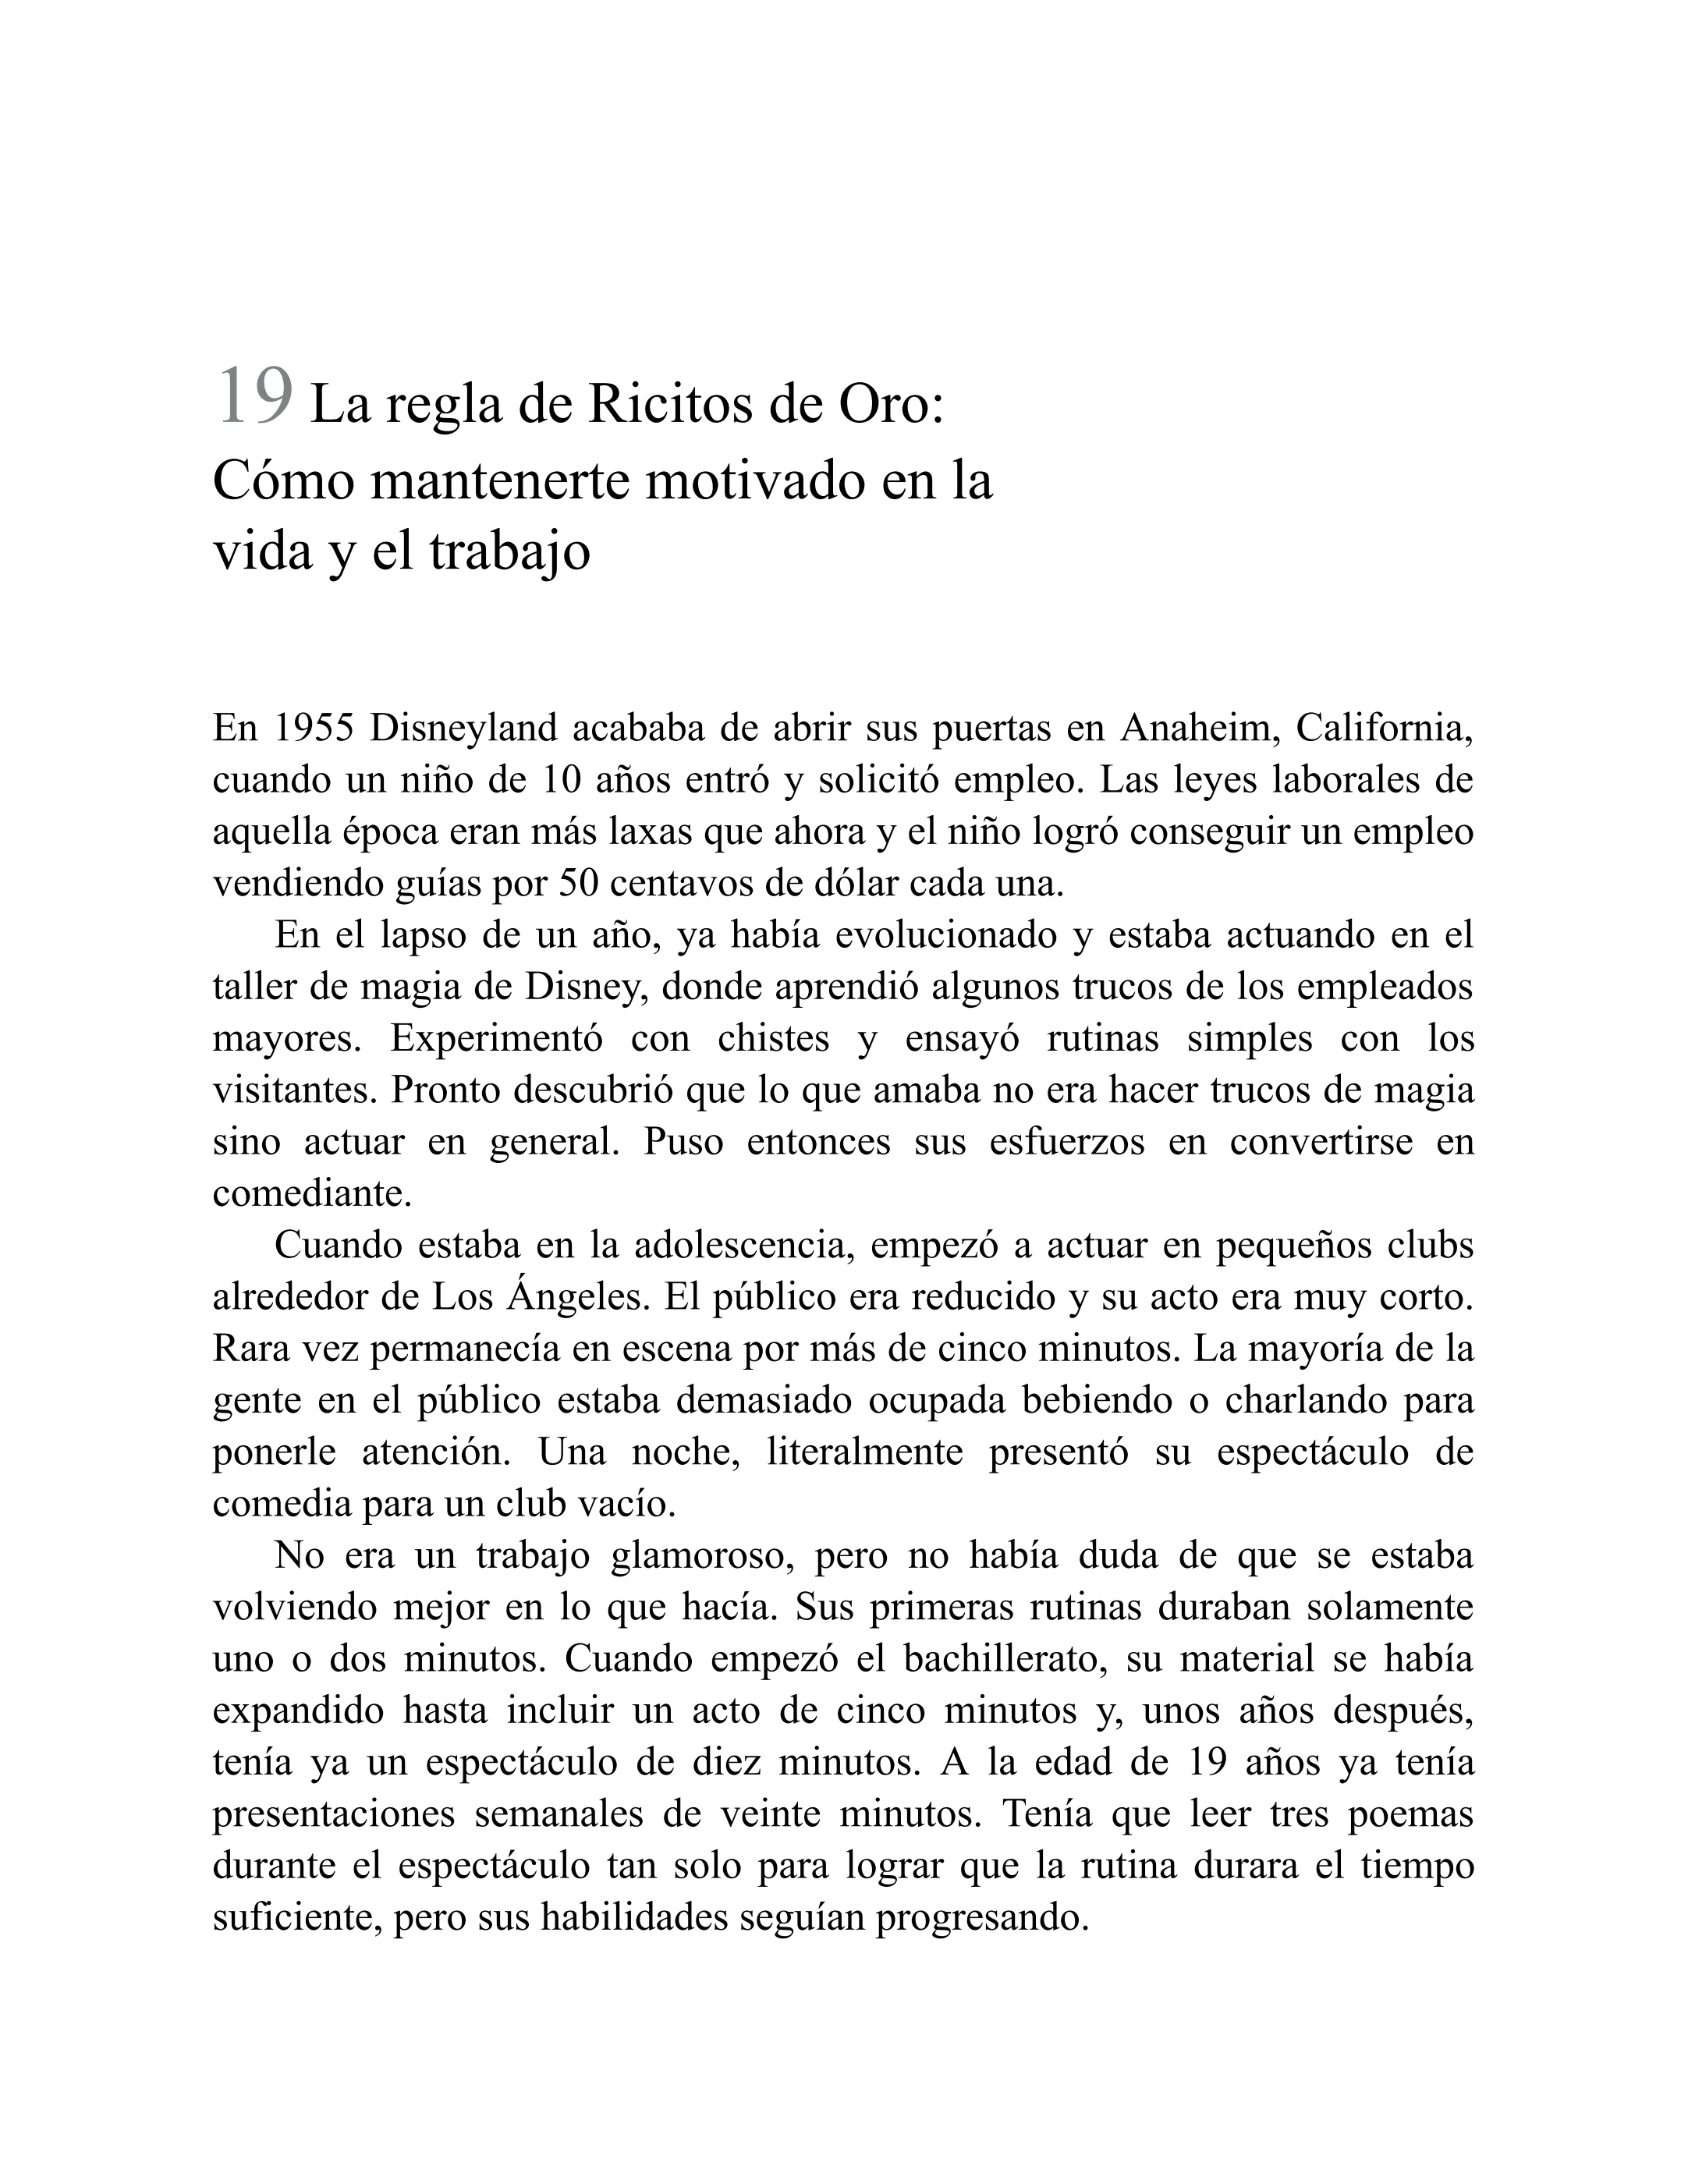 19 La regla de Ricitos de Oro:
Cómo mantenerte motivado en la
vida y el trabajo
En 1955 Disneyland acababa de abrir sus puertas en Anaheim, California,
cuando un niño de 10 años entró y solicitó empleo. Las leyes laborales de
aquella época eran más laxas que ahora y el niño logró conseguir un empleo
vendiendo guías por 50 centavos de dólar cada una.
En el lapso de un año, ya había evolucionado y estaba actuando en el
taller de magia de Disney, donde aprendió algunos trucos de los empleados
mayores. Experimentó con chistes y ensayó rutinas simples con los
visitantes. Pronto descubrió que lo que amaba no era hacer trucos de magia
sino actuar en general. Puso entonces sus esfuerzos en convertirse en
comediante.
Cuando estaba en la adolescencia, empezó a actuar en pequeños clubs
alrededor de Los Ángeles. El público era reducido y su acto era muy corto.
Rara vez permanecía en escena por más de cinco minutos. La mayoría de la
gente en el público estaba demasiado ocupada bebiendo o charlando para
ponerle atención. Una noche, literalmente presentó su espectáculo de
comedia para un club vacío.
No era un trabajo glamoroso, pero no había duda de que se estaba
volviendo mejor en lo que hacía. Sus primeras rutinas duraban solamente
uno o dos minutos. Cuando empezó el bachillerato, su material se había
expandido hasta incluir un acto de cinco minutos y, unos años después,
tenía ya un espectáculo de diez minutos. A la edad de 19 años ya tenía
presentaciones semanales de veinte minutos. Tenía que leer tres poemas
durante el espectáculo tan solo para lograr que la rutina durara el tiempo
suficiente, pero sus habilidades seguían progresando.